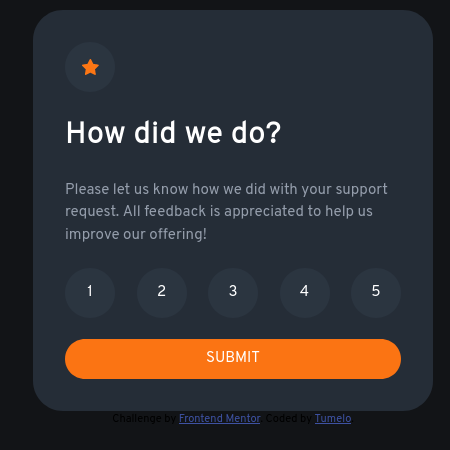 How did we do?
Please let us know how we did with your support
request. All feedback is appreciated to help us
improve our offering!
1 2 3 4 5
SUBMIT
Challenge by Frontend Mentor. Coded by Tumelo.